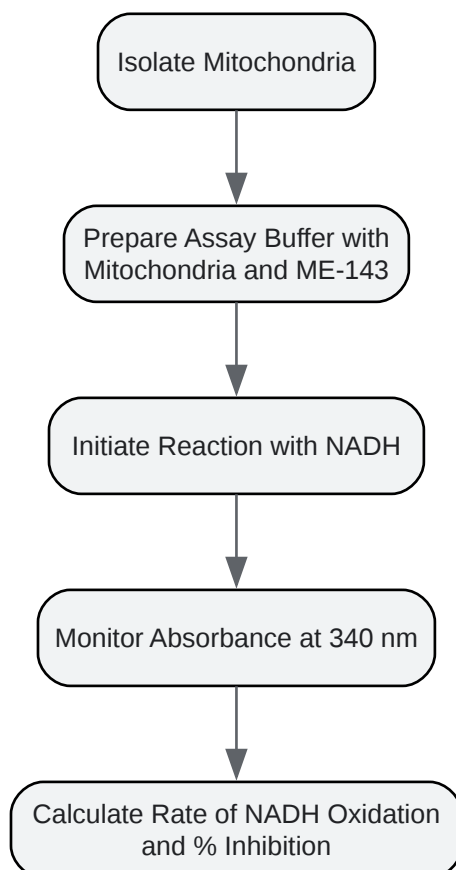 Isolate Mitochondria
Prepare Assay Buffer with
Mitochondria and ME-143
Initiate Reaction with NADH
Monitor Absorbance at 340 nm
Calculate Rate of NADH Oxidation
and % Inhibition